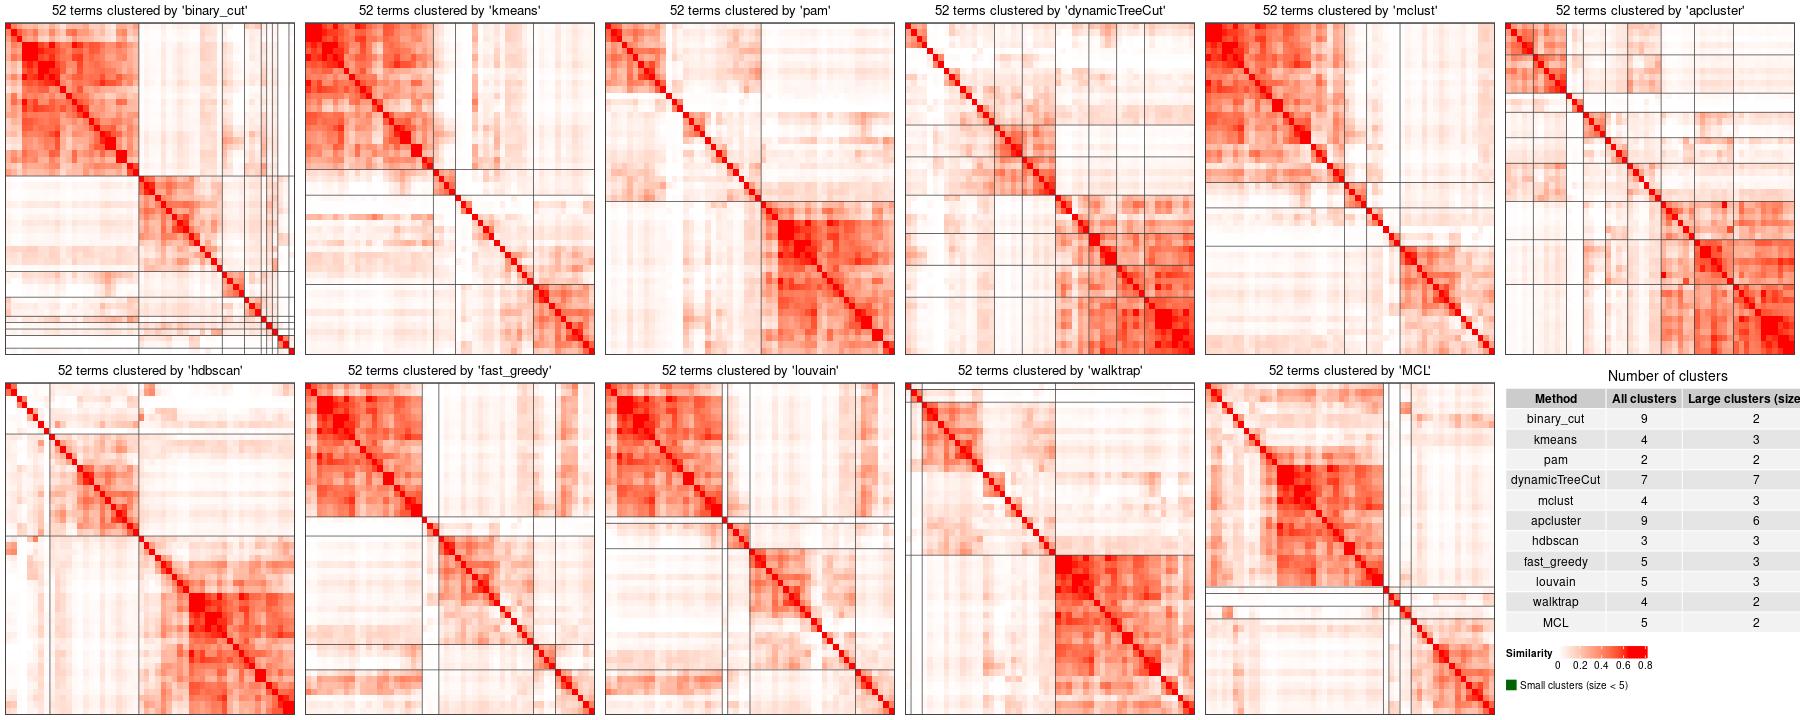 52 terms clustered by 'binary_cut'
52 terms clustered by 'kmeans'
52 terms clustered by 'pam'
52 terms clustered by 'dynamicTreeCut'
52 terms clustered by 'mclust'
52 terms clustered by 'apcluster'
52 terms clustered by 'hdbscan'
52 terms clustered by 'fast_greedy'
52 terms clustered by 'louvain'
52 terms clustered by 'walktrap'
52 terms clustered by 'MCL'
Number of clusters
Method All clusters Large clusters (size
binary_cut 9 2
kmeans 4 3
pam 2 2
dynamicTreeCut 7 7
mclust 4 3
apcluster 9 6
hdbscan 3 3
fast_greedy 5 3
louvain 5 3
walktrap 4 2
MCL 5 2
Similarity
0 0.2 0.4 0.6 0.8
Small clusters (size < 5)